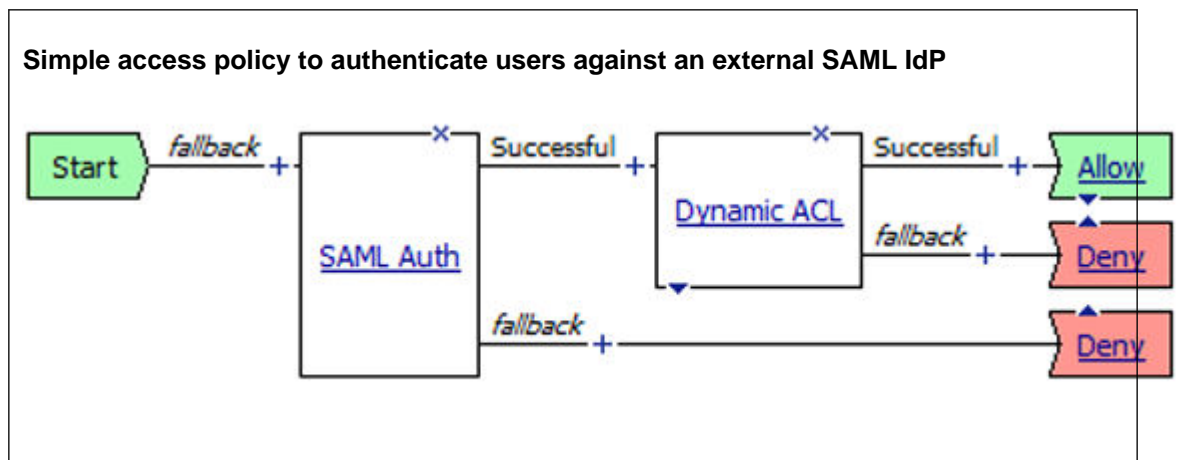 Simple access policy to authenticate users against an external SAML IdP
Start
fallback
+
SAML Auth
Successful
+
fallback
+
Dynamic ACL
Successful
+
Allow
fallback
+
Deny
Deny